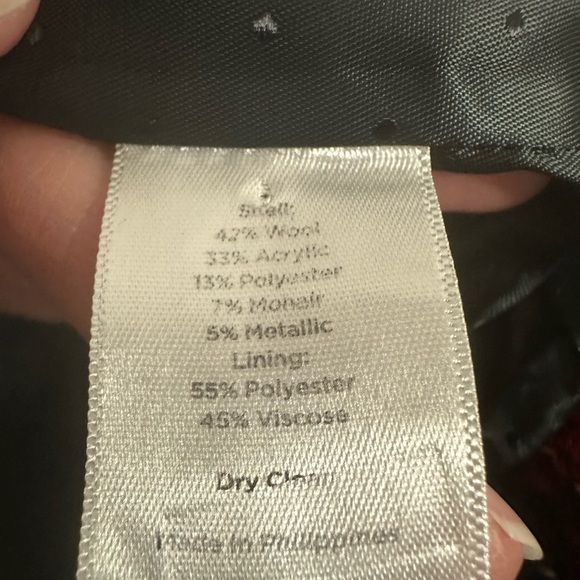 Shell:
42% Wool
33% Acrylic
13% Polyester
7% Mohair
5% Metallic
Lining:
55% Polyester
45% Viscose
Dry Clean
Made in Philippines